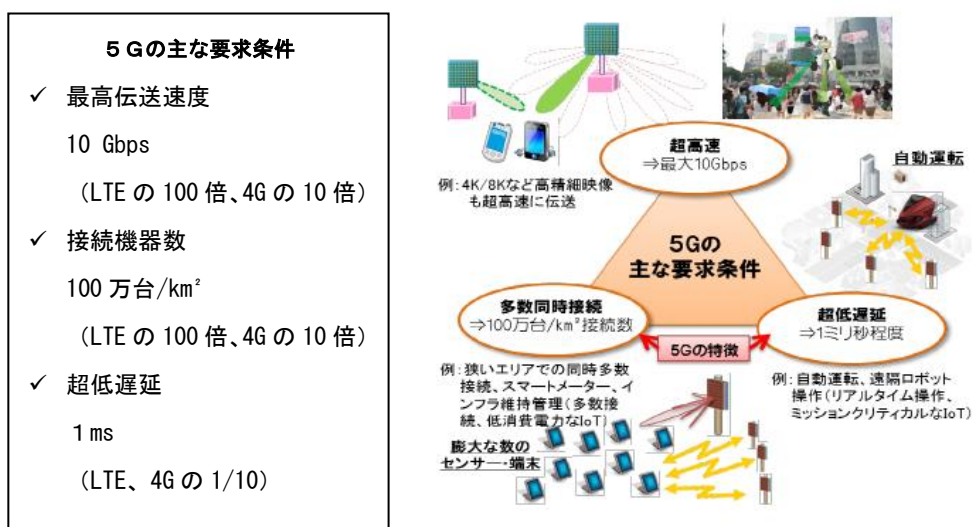 ５Gの主な要求条件
✓ 最高伝送速度
10 Gbps
(LTE の 100 倍、4G の 10 倍)
✓ 接続機器数
100 万台/km²
(LTE の 100 倍、4G の 10 倍)
✓ 超低遅延
１ms
(LTE、4G の 1/10)
超高速
⇒最大10Gbps
例：4K/8Kなど高精細映像
も超高速に伝送
自動運転
5Gの
主な要求条件
多数同時接続
⇒100万台/km²接続数
超低遅延
⇒1ミリ秒程度
5Gの特徴
例：狭いエリアでの同時多数
接続、スマートメーター、イ
ンフラ維持管理(多数接
続、低消費電力なIoT)
例：自動運転、遠隔ロボット
操作(リアルタイム操作、
ミッションクリティカルなIoT)
膨大な数の
センサー・端末